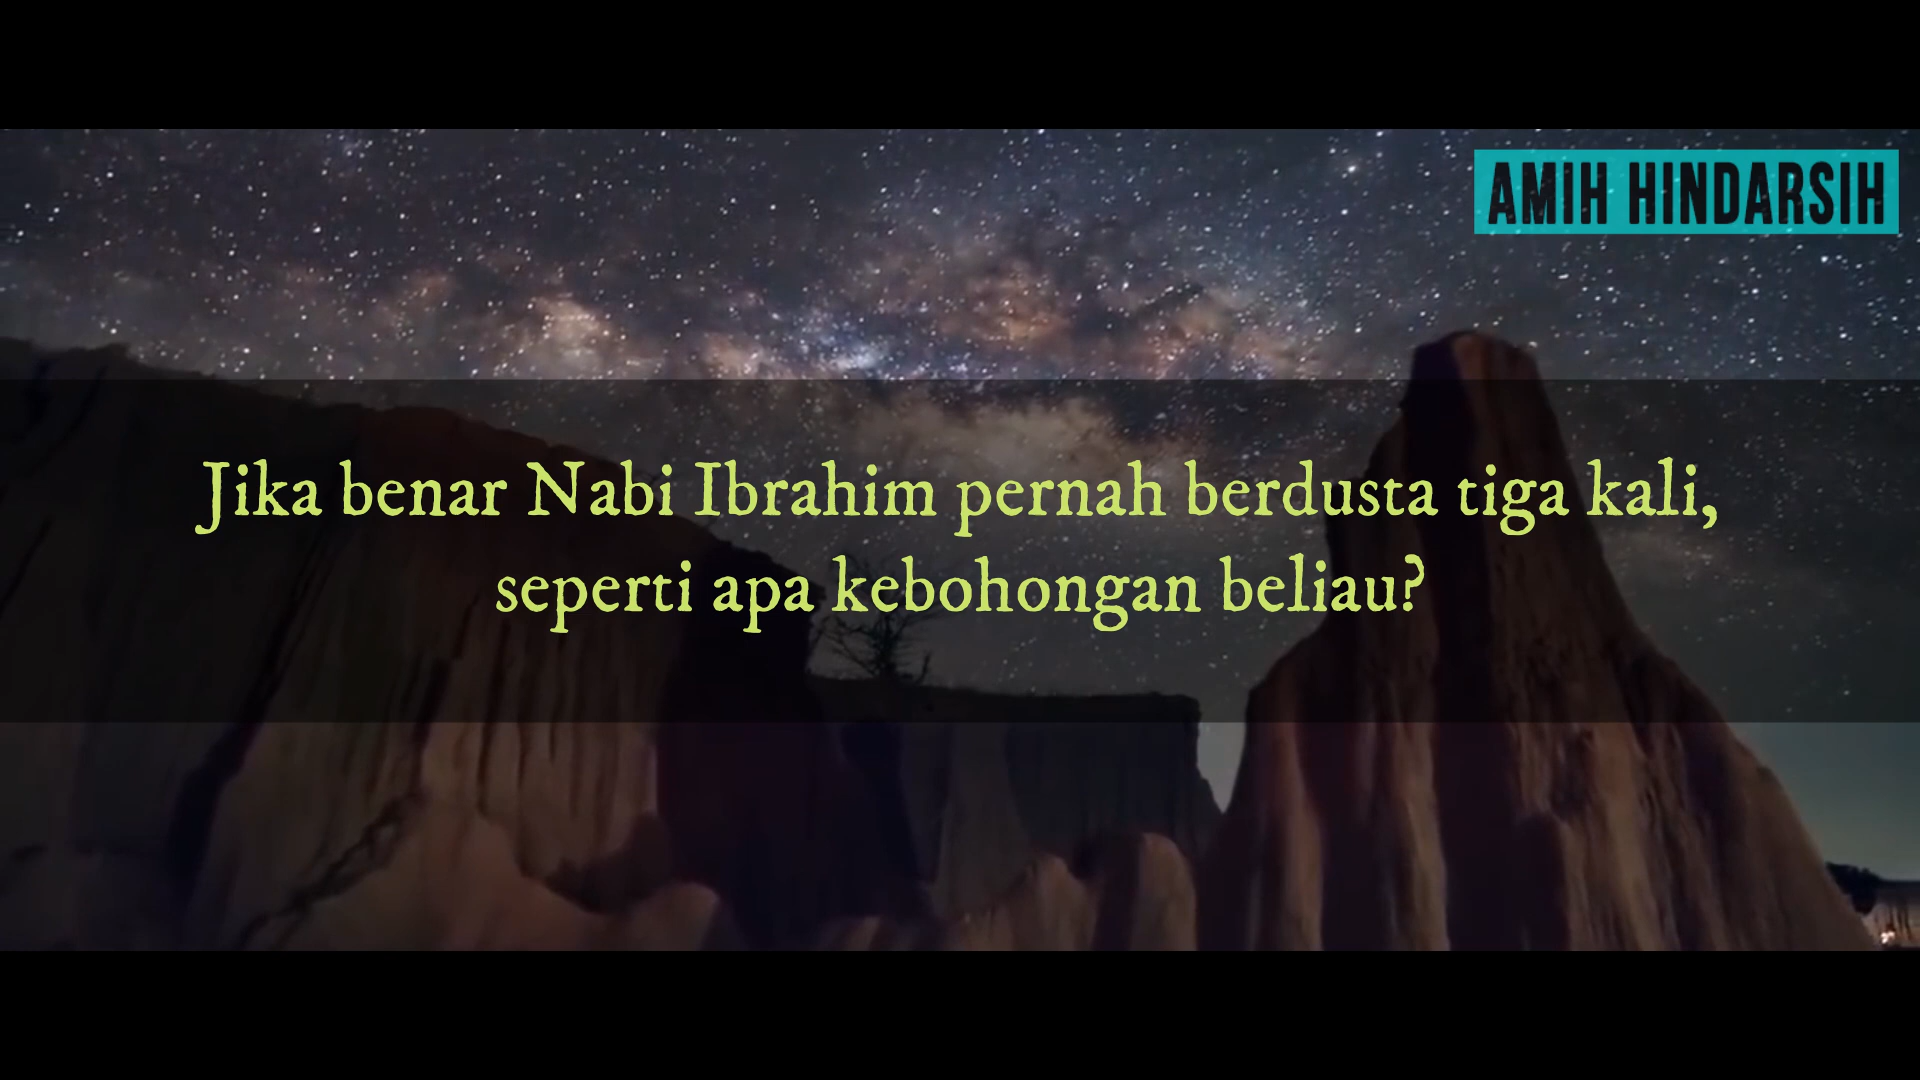 AMIH HINDARSIH
Jika benar Nabi Ibrahim pernah berdusta tiga kali,
seperti apa kebohongan beliau?